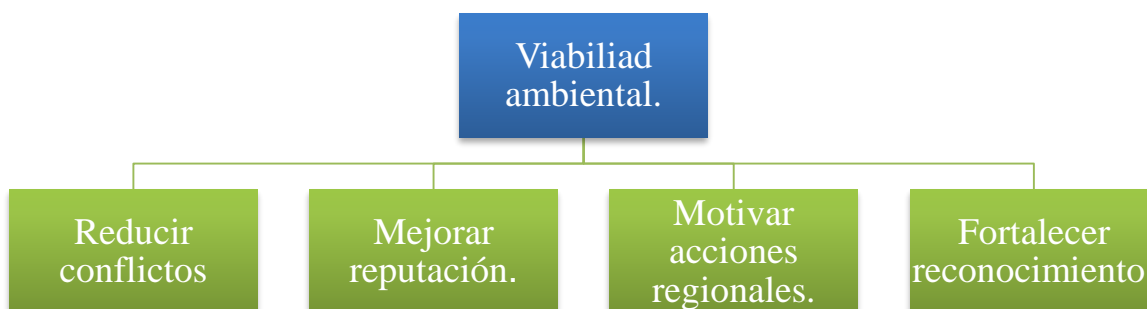 Viabiliad
ambiental.
Reducir
conflictos
Mejorar
reputación.
Motivar
acciones
regionales.
Fortalecer
reconocimiento